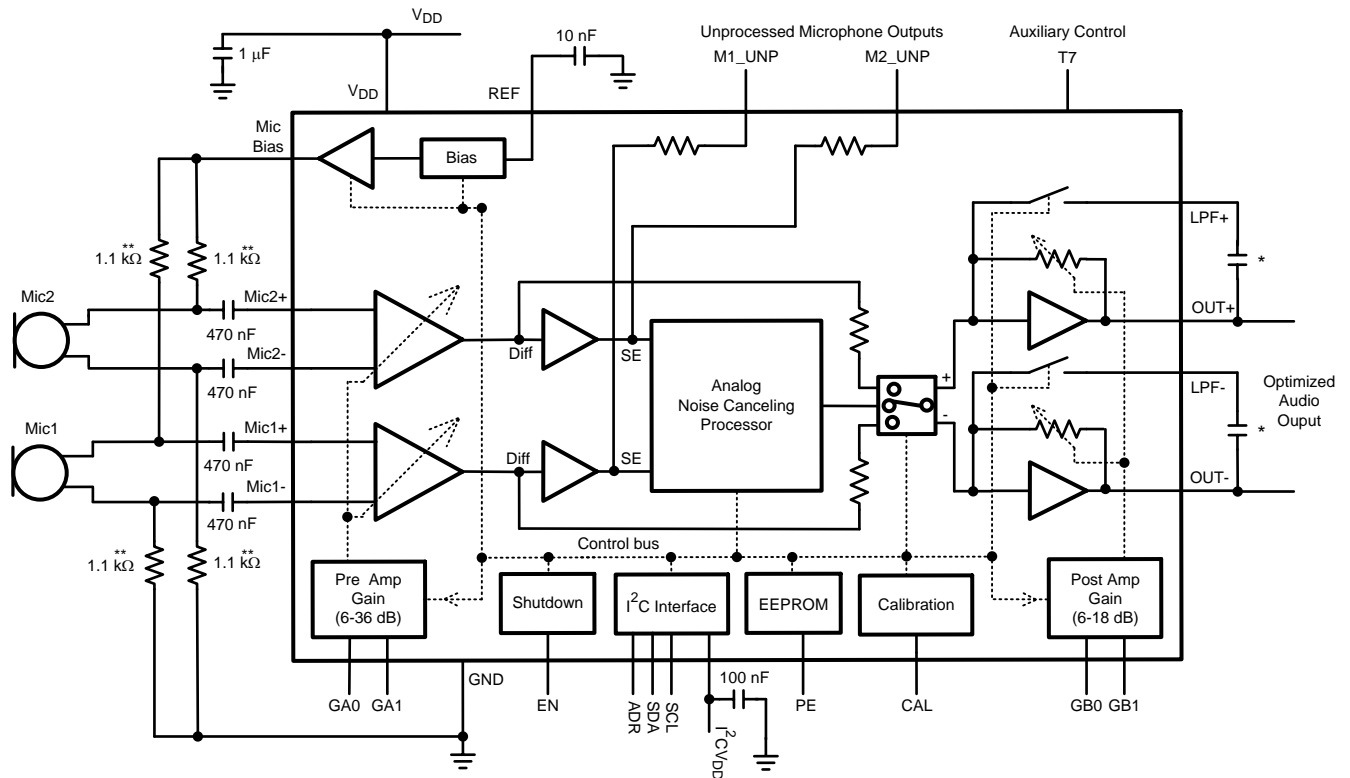 VDD
1 μF
10 nF
Unprocessed Microphone Outputs
M1_UNP
M2_UNP
Auxiliary Control
T7
VDD
REF
Mic
Bias
Bias
LPF+
**
1.1 kΩ
**
1.1 kΩ
*
Mic2
Mic2+
470 nF
OUT+
Diff
SE
Mic2-
470 nF
Analog
Noise Canceling
Processor
+
-
LPF-
Optimized
Audio
Ouput
*
Mic1
Mic1+
470 nF
Diff
SE
Mic1-
470 nF
OUT-
**
1.1 kΩ
**
1.1 kΩ
Control bus
Pre Amp
Gain
(6-36 dB)
Shutdown
I2C Interface
EEPROM
Calibration
Post Amp
Gain
(6-18 dB)
GND
100 nF
GA0
GA1
EN
ADR
SDA
SCL
I2CVDD
PE
CAL
GB0
GB1